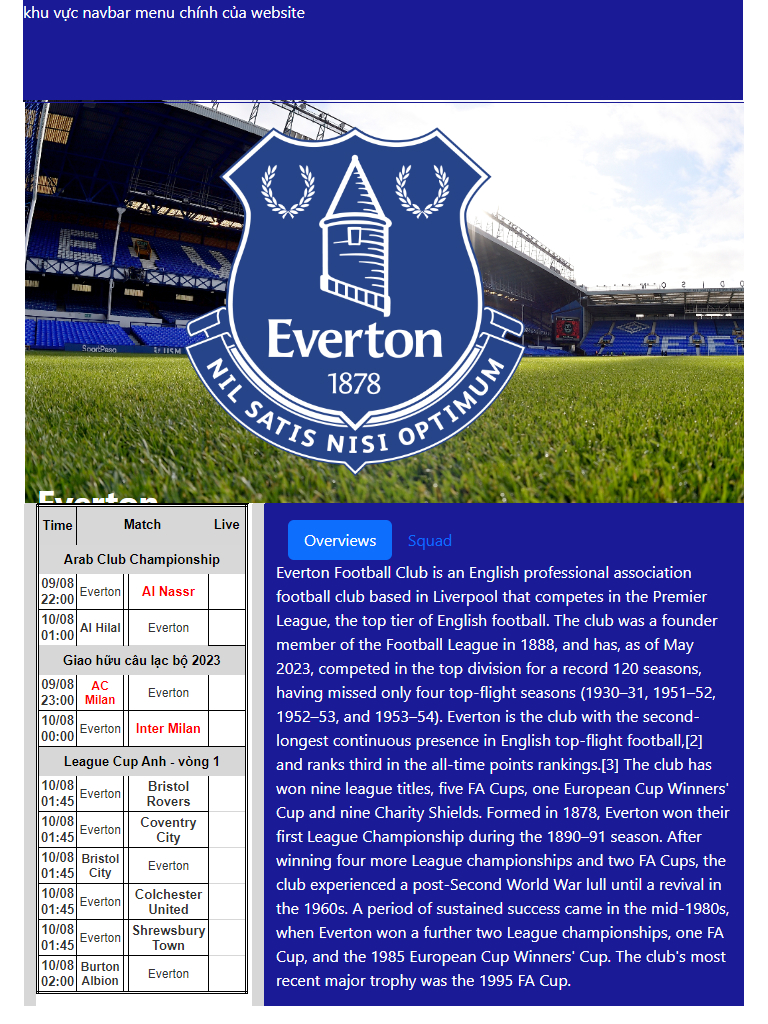 khu vực navbar menu chính của website
Everton
1878
NIL SATIS NISI OPTIMUM
Everton
Time Match Live
Arab Club Championship
09/08 22:00 Everton Al Nassr
10/08 01:00 Al Hilal Everton
Giao hữu câu lạc bộ 2023
09/08 23:00 AC Milan Everton
10/08 00:00 Everton Inter Milan
League Cup Anh - vòng 1
10/08 01:45 Everton Bristol Rovers
10/08 01:45 Everton Coventry City
10/08 01:45 Bristol City Everton
10/08 01:45 Everton Colchester United
10/08 01:45 Everton Shrewsbury Town
10/08 02:00 Burton Albion Everton
Overviews Squad
Everton Football Club is an English professional association
football club based in Liverpool that competes in the Premier
League, the top tier of English football. The club was a founder
member of the Football League in 1888, and has, as of May
2023, competed in the top division for a record 120 seasons,
having missed only four top-flight seasons (1930–31, 1951–52,
1952–53, and 1953–54). Everton is the club with the second-
longest continuous presence in English top-flight football,[2]
and ranks third in the all-time points rankings.[3] The club has
won nine league titles, five FA Cups, one European Cup Winners'
Cup and nine Charity Shields. Formed in 1878, Everton won their
first League Championship during the 1890–91 season. After
winning four more League championships and two FA Cups, the
club experienced a post-Second World War lull until a revival in
the 1960s. A period of sustained success came in the mid-1980s,
when Everton won a further two League championships, one FA
Cup, and the 1985 European Cup Winners' Cup. The club's most
recent major trophy was the 1995 FA Cup.